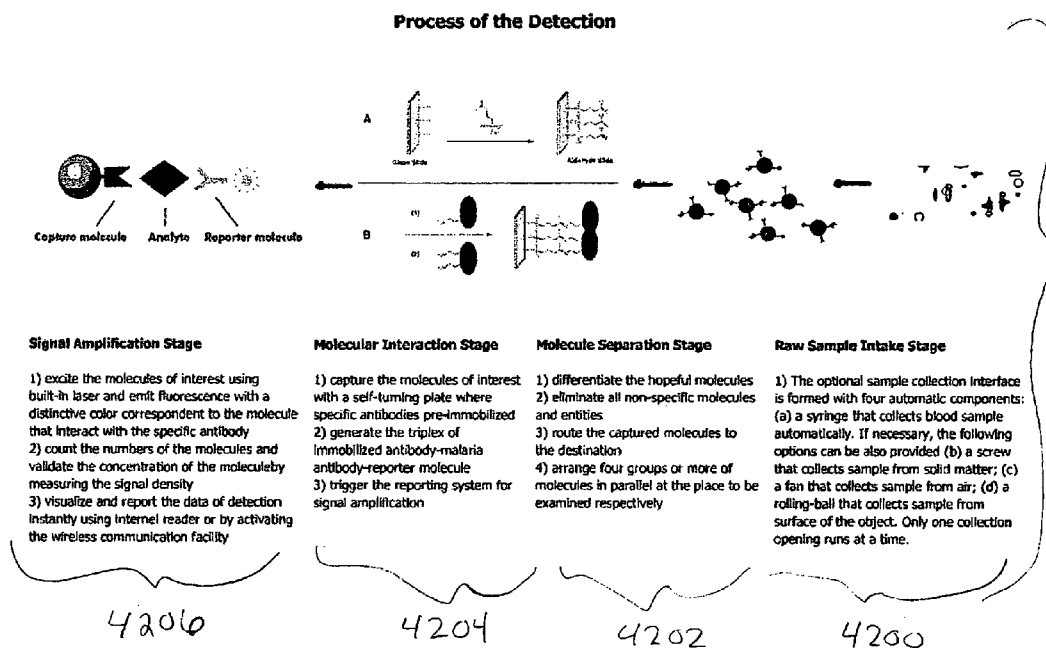 Process of the Detection
A
Glass Slide
Aldehyde Slide
(1)
B
(2)
Capture molecule
Analyte
Reporter molecule
Signal Amplification Stage
1) excite the molecules of interest using
built-in laser and emit fluorescence with a
distinctive color correspondent to the molecule
that interact with the specific antibody
2) count the numbers of the molecules and
validate the concentration of the moleculeby
measuring the signal density
3) visualize and report the data of detection
instantly using internel reader or by activating
the wireless communication facility
Molecular Interaction Stage
1) capture the molecules of interest
with a self-turning plate where
specific antibodies pre-immobilized
2) generate the triplex of
immobilized antibody-malaria
antibody-reporter molecule
3) trigger the reporting system for
signal amplification
Molecule Separation Stage
1) differentiate the hopeful molecules
2) eliminate all non-specific molecules
and entities
3) route the captured molecules to
the destination
4) arrange four groups or more of
molecules in parallel at the place to be
examined respectively
Raw Sample Intake Stage
1) The optional sample collection interface
is formed with four automatic components:
(a) a syringe that collects blood sample
automatically. If necessary, the following
options can be also provided (b) a screw
that collects sample from solid matter; (c)
a fan that collects sample from air; (d) a
rolling-ball that collects sample from
surface of the object. Only one collection
opening runs at a time.
4206
4204
4202
4200